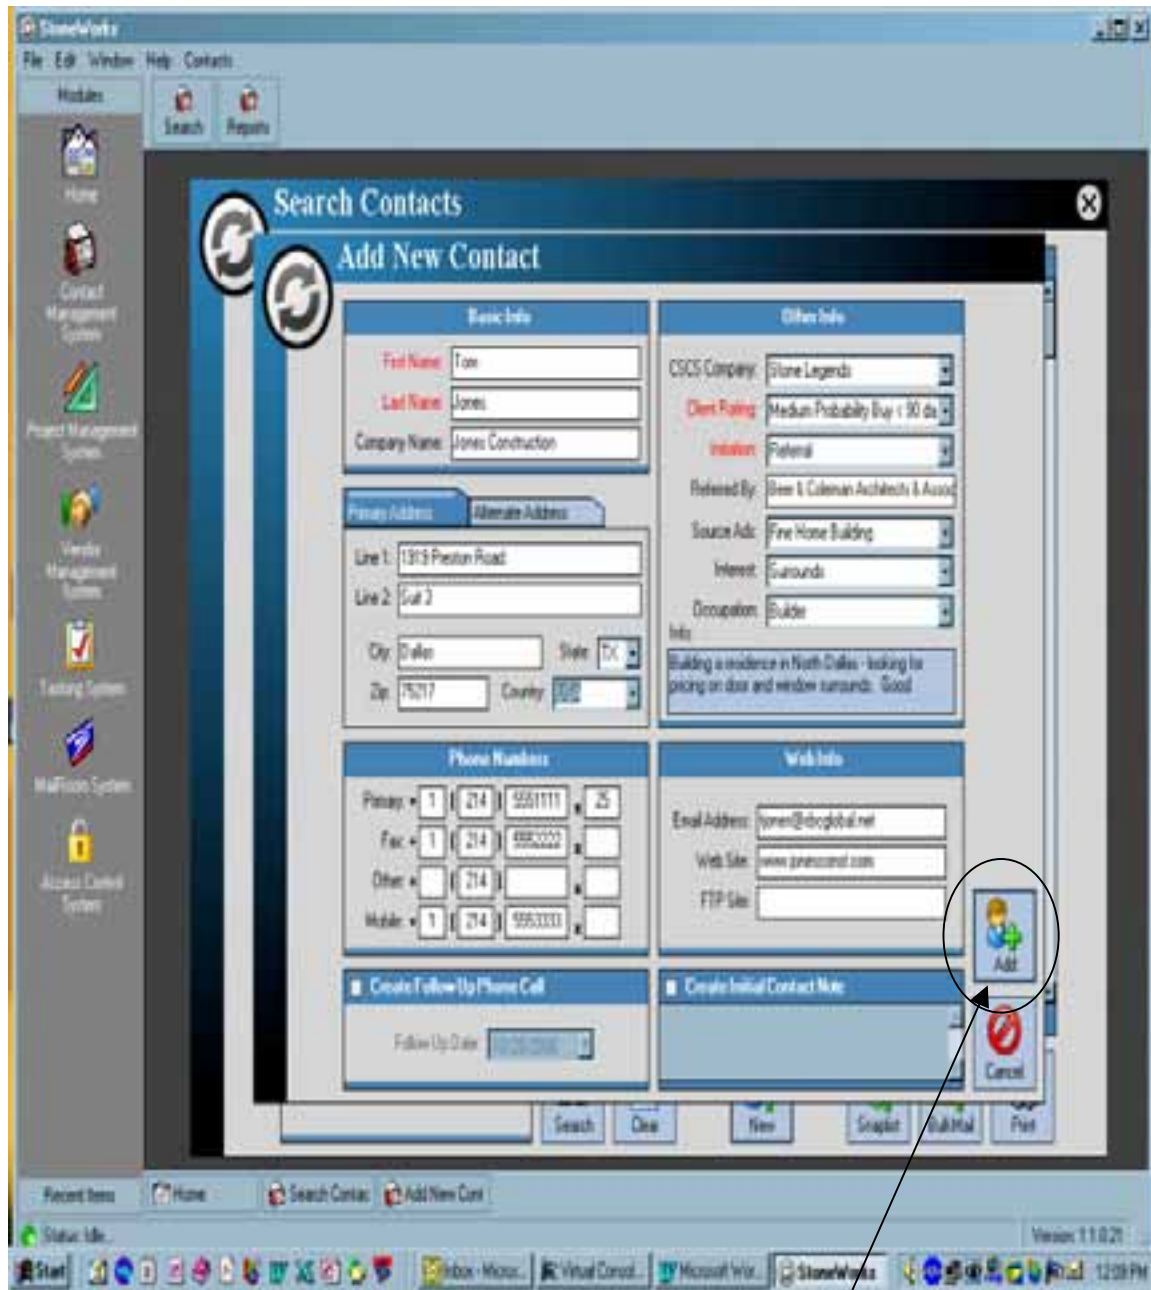 StoneWorks
File Edit Window Help Contacts
Modules
Search Reports
Home
Contact
Management
System
Project Management
System
Vendor
Management
System
Tasking System
MailRoom System
Access Control
System
Search Contacts
Add New Contact
Basic Info
First Name: Tom
Last Name: Jones
Company Name: Jones Construction
Primary Address Alternate Address
Line 1: 1319 Preston Road
Line 2: Suit 3
City: Dallas State: TX
Zip: 75217 Country:
Phone Numbers
Primary: + 1 ( 214 ) 5551111 x 25
Fax: + 1 ( 214 ) 5552222 x
Other: + ( 214 ) x
Mobile: + 1 ( 214 ) 5553333 x
Create Follow Up Phone Call
Follow Up Date:
Other Info
CSCS Company: Stone Legends
Client Rating: Medium Probability Buy < 90 da
Initiation: Referral
Referred By: & Coleman Architects & Assoc
Source Ads: Fine Home Building
Interest: Surrounds
Occupation: Builder
Info:
Building a residence in North Dallas - looking for
pricing on door and window surrounds. Good
Web Info
Email Address: tjones@sbcglobal.net
Web Site: www.jonesconst.com
FTP Site:
Create Initial Contact Note
Add
Cancel
Search Clear New Snaplist BulkMail Print
Recent Items Home Search Contac Add New Cont
Status: Idle... Version: 1.1.0.21
Start Inbox - Micros... Virtual Consol... Microsoft Wor... StoneWorks 12:09 PM